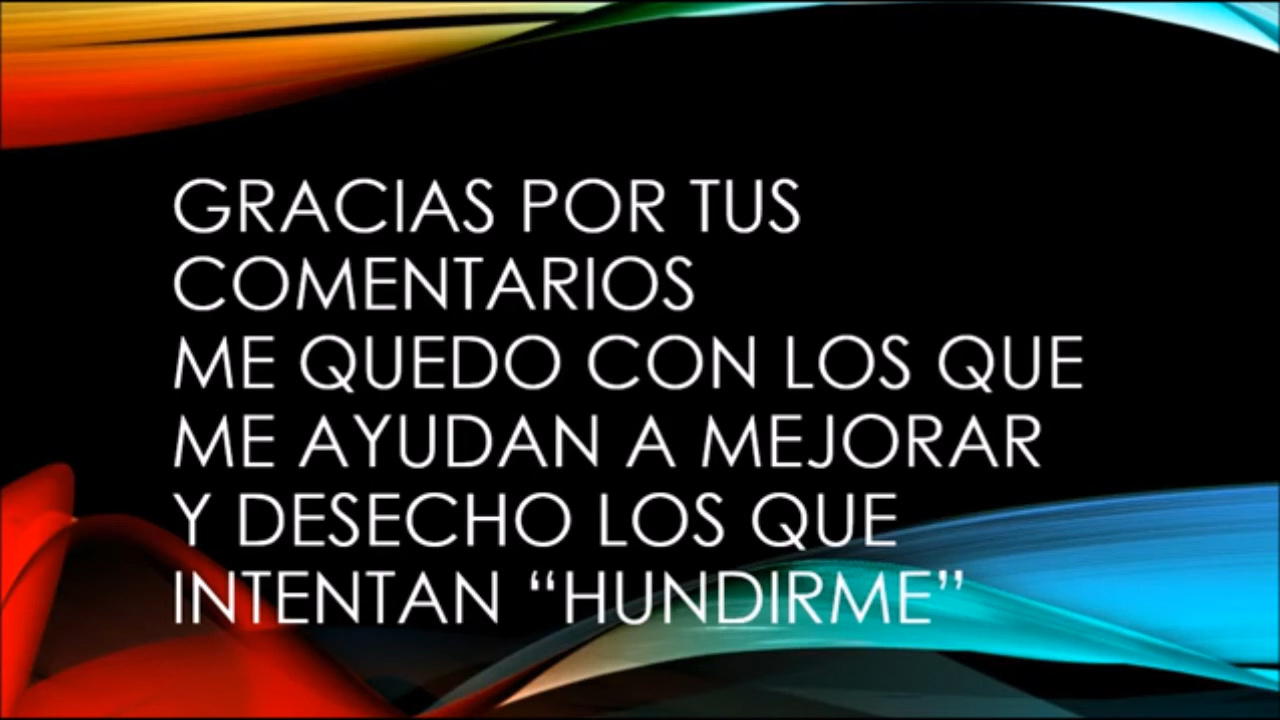 GRACIAS POR TUS
COMENTARIOS
ME QUEDO CON LOS QUE
ME AYUDAN A MEJORAR
Y DESECHO LOS QUE
INTENTAN “HUNDIRME”